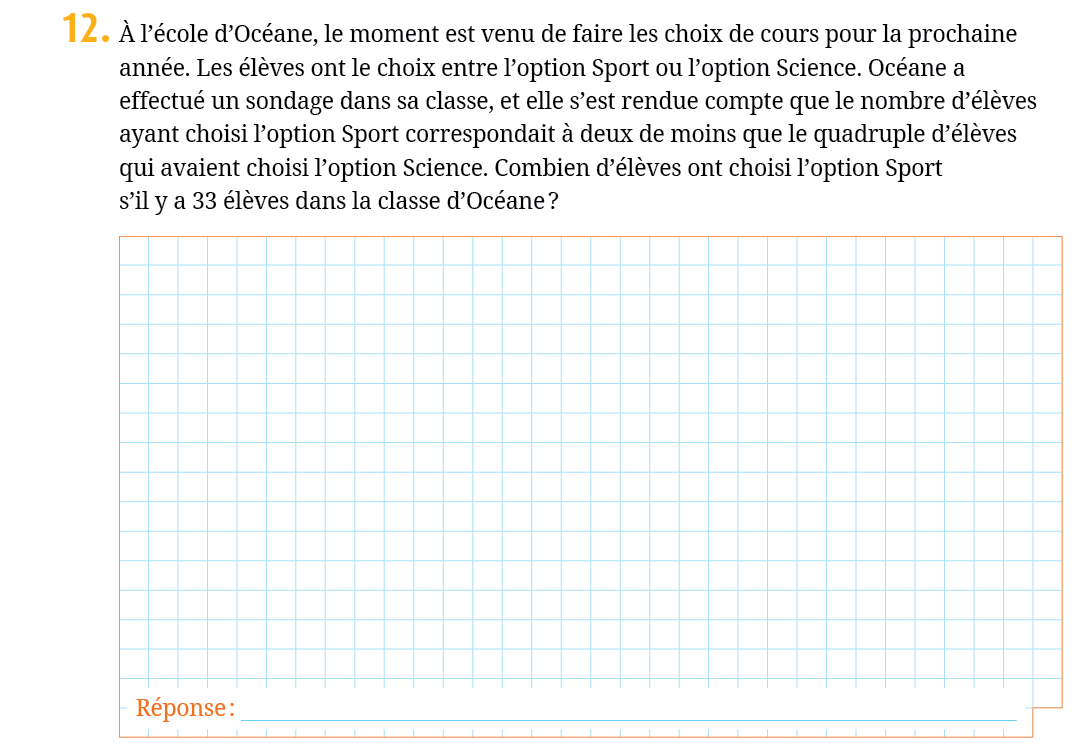 12. À l’école d’Océane, le moment est venu de faire les choix de cours pour la prochaine
année. Les élèves ont le choix entre l’option Sport ou l’option Science. Océane a
effectué un sondage dans sa classe, et elle s’est rendue compte que le nombre d’élèves
ayant choisi l’option Sport correspondait à deux de moins que le quadruple d’élèves
qui avaient choisi l’option Science. Combien d’élèves ont choisi l’option Sport
s’il y a 33 élèves dans la classe d’Océane ?
Réponse :